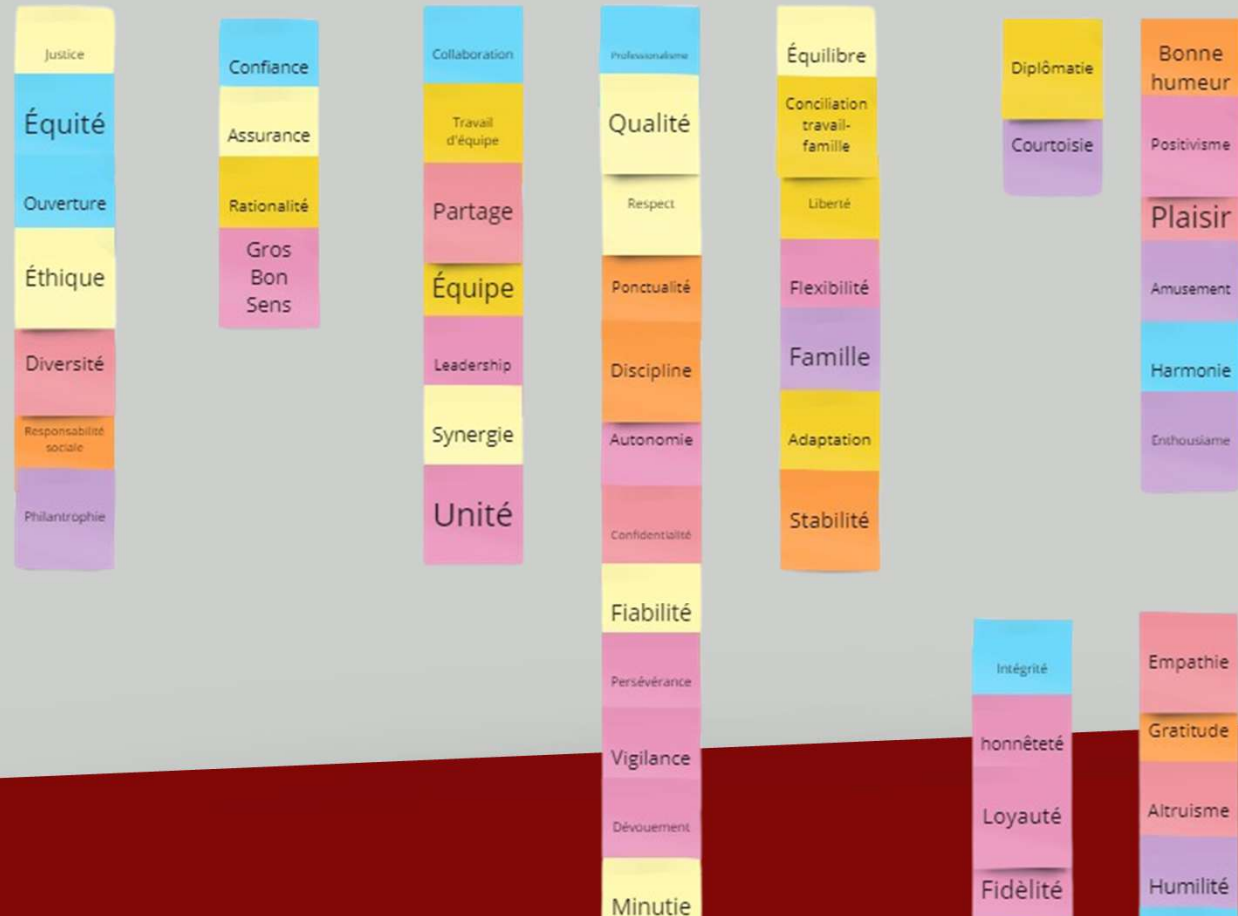 Justice
Équité
Ouverture
Éthique
Diversité
Responsabilité
sociale
Philantrophie
Confiance
Assurance
Rationalité
Gros
Bon
Sens
Collaboration
Travail
d'équipe
Partage
Équipe
Leadership
Synergie
Unité
Professionalisme
Qualité
Respect
Ponctualité
Discipline
Autonomie
Confidentialité
Fiabilité
Persévérance
Vigilance
Dévouement
Minutie
Équilibre
Conciliation
travail-
famille
Liberté
Flexibilité
Famille
Adaptation
Stabilité
Diplômatie
Courtoisie
Intégrité
honnêteté
Loyauté
Fidèlité
Bonne
humeur
Positivisme
Plaisir
Amusement
Harmonie
Enthousiame
Empathie
Gratitude
Altruisme
Humilité